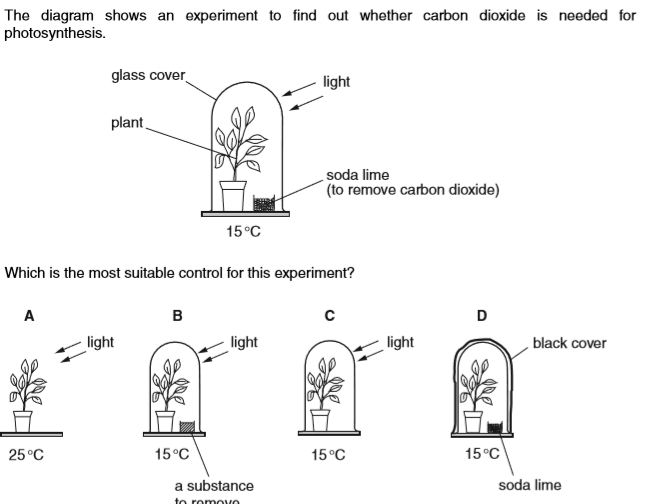 The diagram shows an experiment to find out whether carbon dioxide is needed for
photosynthesis.
glass cover
light
plant
soda lime
(to remove carbon dioxide)
15 °C
Which is the most suitable control for this experiment?
A B C D
light light light black cover
25 °C 15 °C 15 °C 15 °C
a substance soda lime
to remove